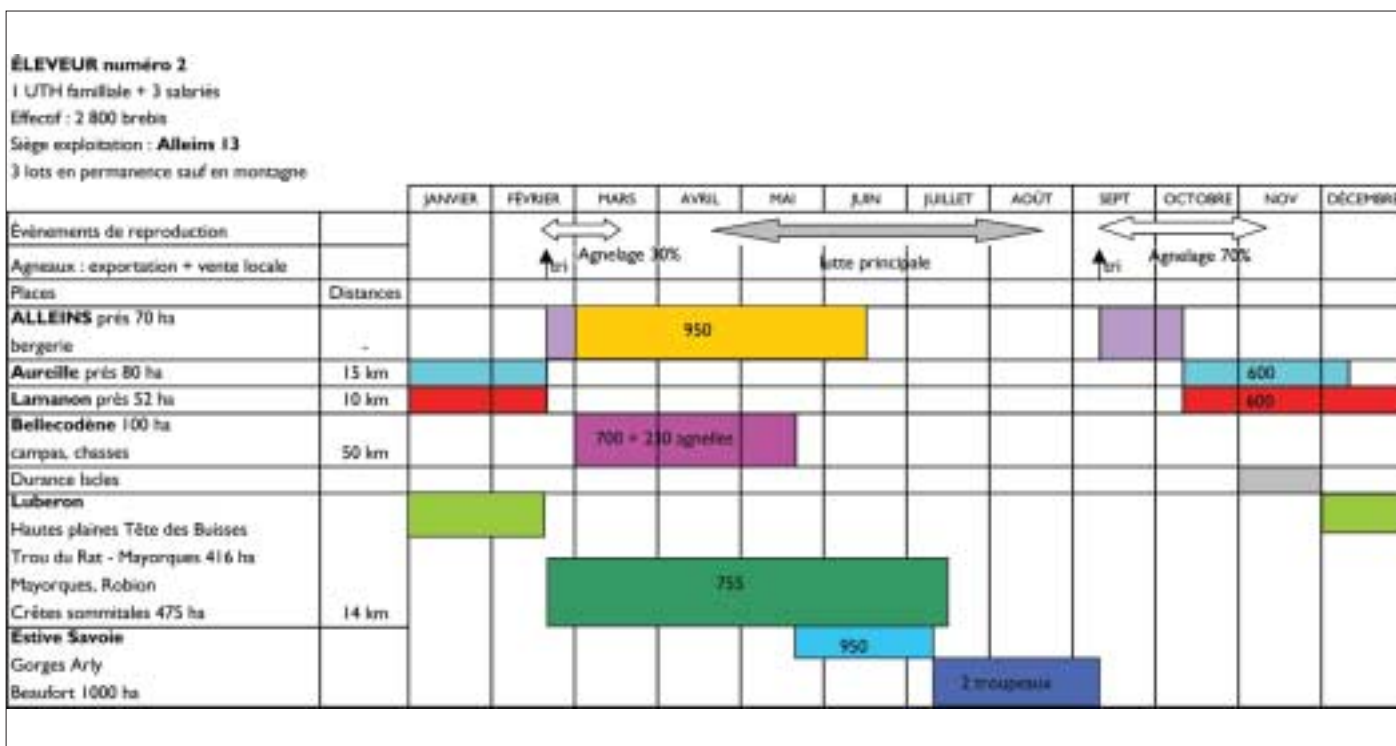 ÉLEVEUR numéro 2
1 UTH familliale + 3 salariés
Effectif : 2 800 brebis
Siège exploitation : Alleins 13
3 lots en permanence sauf en montagne
JANVIER FÉVRIER MARS AVRIL MAI JUIN JUILLET AOÛT SEPT OCTOBRE NOV DÉCEMBRE
Évènements de reproduction
Agneaux : exportation + vente locale tri Agnelage 30% lutte principale tri Agnelage 70%
Places Distances
ALLEINS prés 70 ha 950
bergerie -
Aureille prés 80 ha 15 km 600
Lamanon près 52 ha 10 km 600
Bellecodène 100 ha 700 + 250 agnelles
campas, chasses 50 km
Durance Iscles
Luberon
Hautes plaines Tête des Buisses
Trou du Rat - Mayorques 416 ha
Mayorques, Robion 755
Crêtes sommitales 475 ha 14 km
Estive Savoie 950
Gorges Arly
Beaufort 1000 ha 2 troupeaux